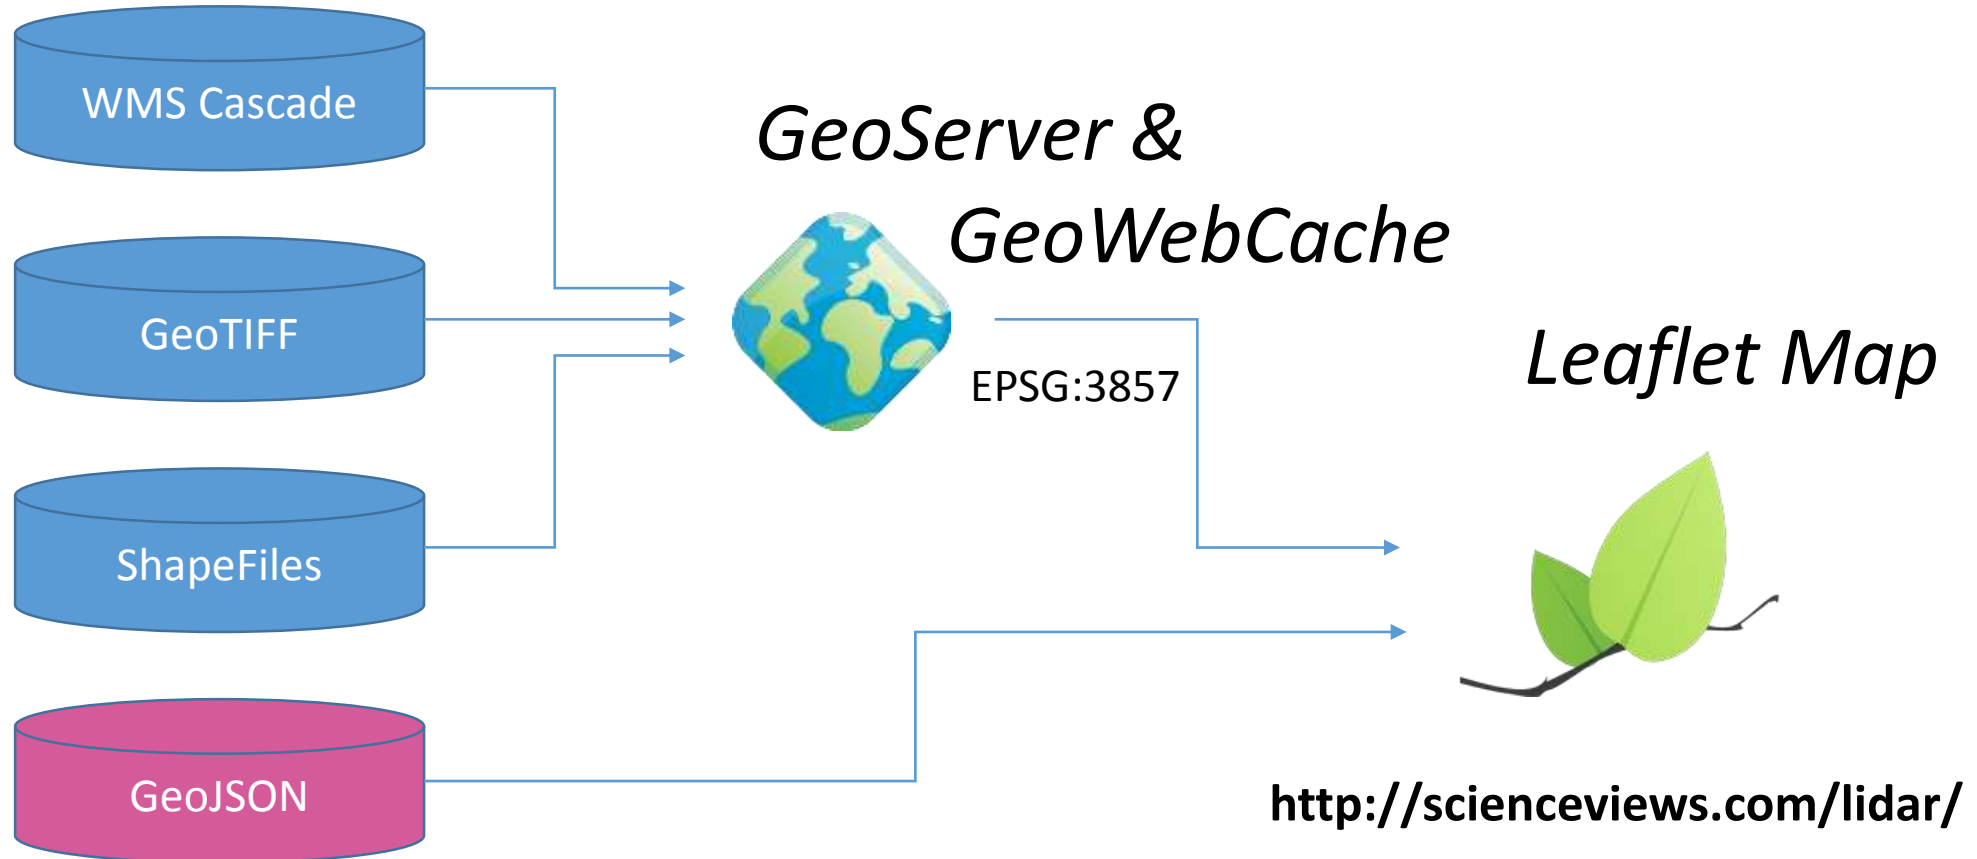 WMS Cascade
GeoServer &
GeoWebCache
GeoTIFF
EPSG:3857
Leaflet Map
ShapeFiles
GeoJSON
http://scienceviews.com/lidar/